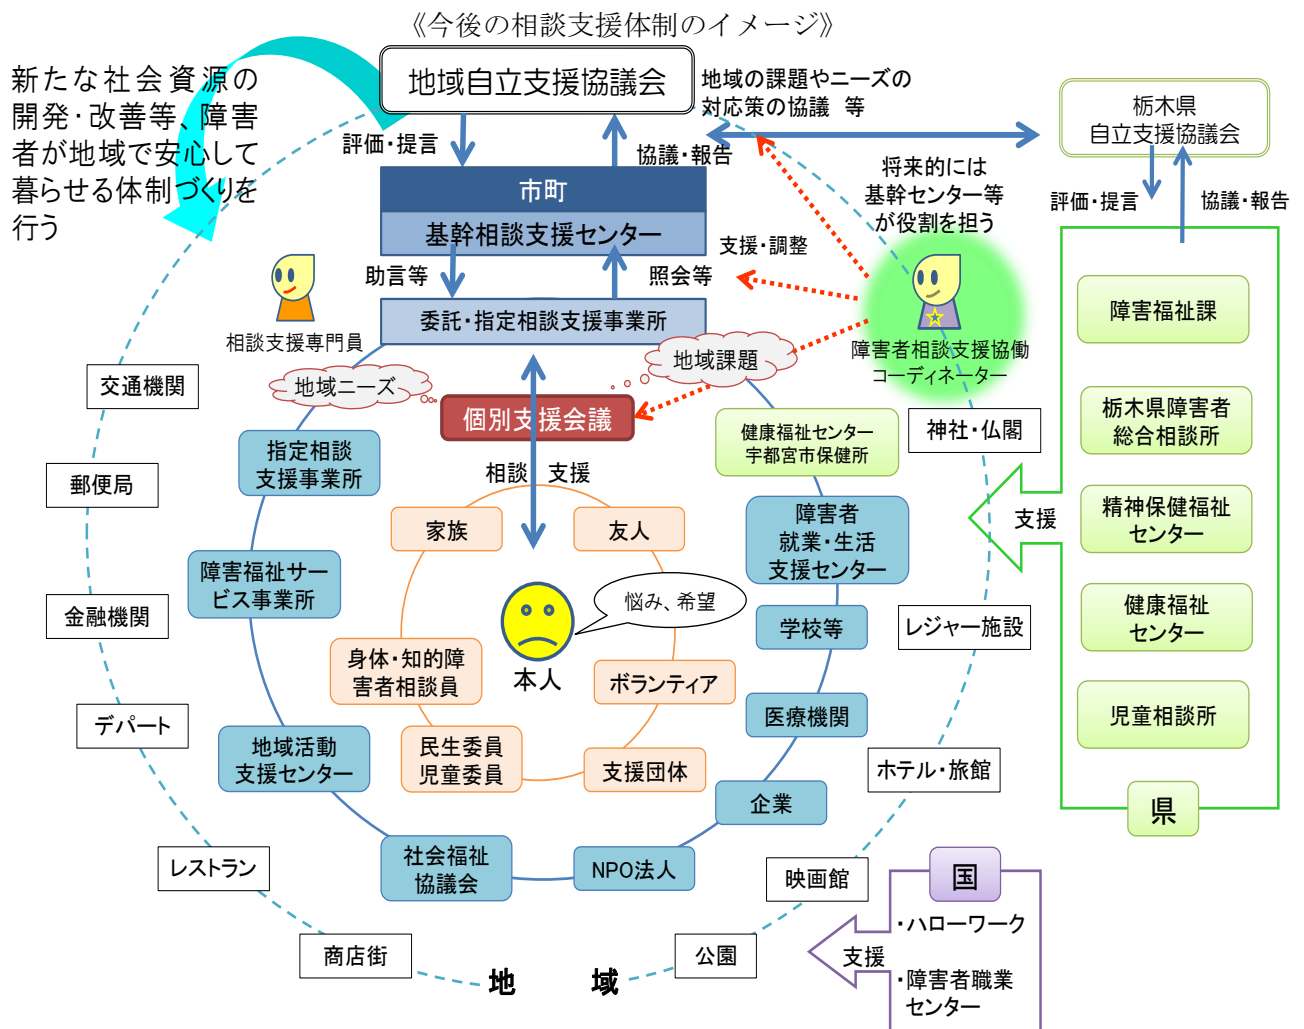 《今後の相談支援体制のイメージ》
新たな社会資源の
開発・改善等、障害
者が地域で安心して
暮らせる体制づくりを
行う
地域自立支援協議会
地域の課題やニーズの
対応策の協議 等
栃木県
自立支援協議会
評価・提言
協議・報告
将来的には
基幹センター等
が役割を担う
評価・提言
協議・報告
市町
基幹相談支援センター
支援・調整
助言等
照会等
相談支援専門員
委託・指定相談支援事業所
障害者相談支援協働
コーディネーター
地域ニーズ
地域課題
個別支援会議
相談
支援
本人
悩み、希望
家族
友人
身体・知的障
害者相談員
ボランティア
民生委員
児童委員
支援団体
指定相談
支援事業所
健康福祉センター
宇都宮市保健所
障害福祉サー
ビス事業所
障害者
就業・生活
支援センター
学校等
医療機関
地域活動
支援センター
企業
社会福祉
協議会
NPO法人
交通機関
郵便局
金融機関
デパート
レストラン
商店街
神社・仏閣
レジャー施設
ホテル・旅館
映画館
公園
地 域
支援
障害福祉課
栃木県障害者
総合相談所
精神保健福祉
センター
健康福祉
センター
児童相談所
県
国
支援
・ハローワーク
・障害者職業
センター